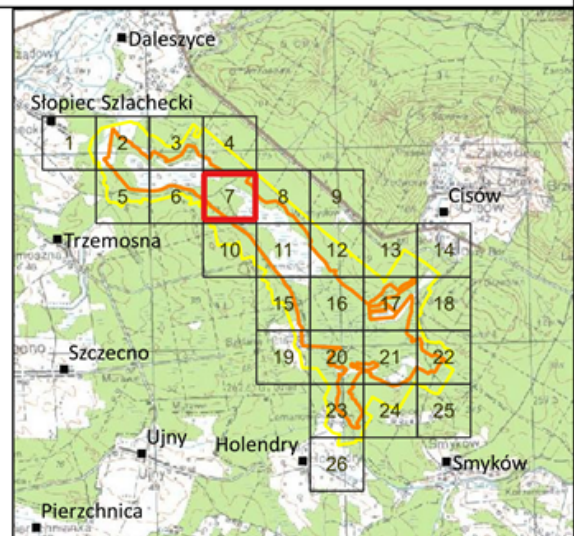 Daleszyce
Słopiec Szlachecki
1 2 3 4
5 6 7 8 9
Cisów
Trzemosna
10 11 12 13 14
15 16 17 18
Szczecno
19 20 21 22
23 24 25
Ujny
Holendry
26
Smyków
Pierzchnica